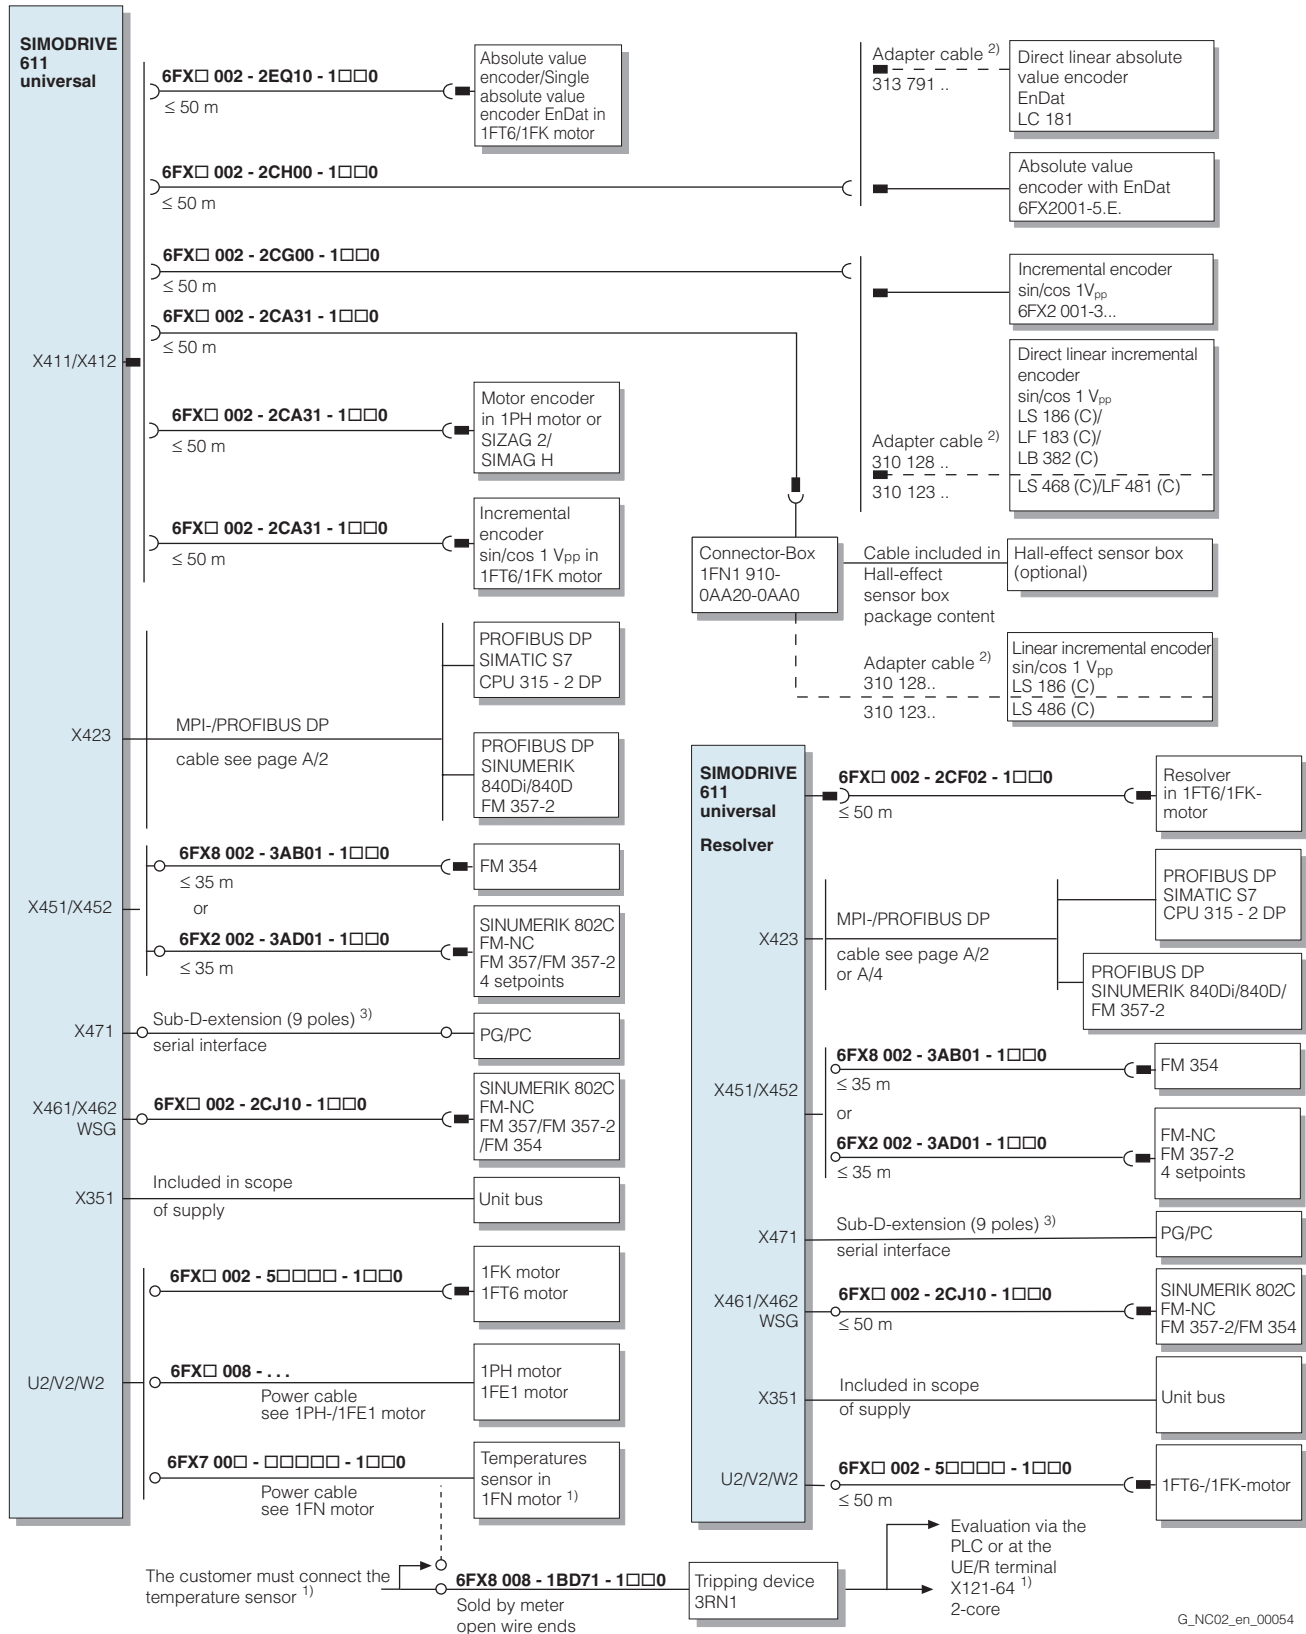 SIMODRIVE
611
universal
6FX□ 002 - 2EQ10 - 1□□0
≤ 50 m
Absolute value
encoder/Single
absolute value
encoder EnDat in
1FT6/1FK motor
Adapter cable 2)
313 791 ..
Direct linear absolute
value encoder
EnDat
LC 181
6FX□ 002 - 2CH00 - 1□□0
≤ 50 m
Absolute value
encoder with EnDat
6FX2001-5.E.
6FX□ 002 - 2CG00 - 1□□0
≤ 50 m
Incremental encoder
sin/cos 1Vpp
6FX2 001-3...
6FX□ 002 - 2CA31 - 1□□0
≤ 50 m
X411/X412
Direct linear incremental
encoder
sin/cos 1 Vpp
LS 186 (C)/
LF 183 (C)/
LB 382 (C)
LS 468 (C)/LF 481 (C)
Adapter cable 2)
310 128 ..
310 123 ..
6FX□ 002 - 2CA31 - 1□□0
≤ 50 m
Motor encoder
in 1PH motor or
SIZAG 2/
SIMAG H
6FX□ 002 - 2CA31 - 1□□0
≤ 50 m
Incremental
encoder
sin/cos 1 Vpp in
1FT6/1FK motor
Connector-Box
1FN1 910-
0AA20-0AA0
Cable included in
Hall-effect
sensor box
package content
Hall-effect sensor box
(optional)
Adapter cable 2)
310 128..
310 123..
Linear incremental encoder
sin/cos 1 Vpp
LS 186 (C)
LS 486 (C)
X423
MPI-/PROFIBUS DP
cable see page A/2
PROFIBUS DP
SIMATIC S7
CPU 315 - 2 DP
PROFIBUS DP
SINUMERIK
840Di/840D
FM 357-2
X451/X452
6FX8 002 - 3AB01 - 1□□0
≤ 35 m
or
FM 354
6FX2 002 - 3AD01 - 1□□0
≤ 35 m
SINUMERIK 802C
FM-NC
FM 357/FM 357-2
4 setpoints
X471
Sub-D-extension (9 poles) 3)
serial interface
PG/PC
X461/X462
WSG
6FX□ 002 - 2CJ10 - 1□□0
SINUMERIK 802C
FM-NC
FM 357/FM 357-2
/FM 354
X351
Included in scope
of supply
Unit bus
U2/V2/W2
6FX□ 002 - 5□□□□ - 1□□0
1FK motor
1FT6 motor
6FX□ 008 - . . .
Power cable
see 1PH-/1FE1 motor
1PH motor
1FE1 motor
6FX7 00□ - □□□□□ - 1□□0
Power cable
see 1FN motor
Temperatures
sensor in
1FN motor 1)
SIMODRIVE
611
universal
Resolver
6FX□ 002 - 2CF02 - 1□□0
≤ 50 m
Resolver
in 1FT6/1FK-
motor
X423
MPI-/PROFIBUS DP
cable see page A/2
or A/4
PROFIBUS DP
SIMATIC S7
CPU 315 - 2 DP
PROFIBUS DP
SINUMERIK 840Di/840D/
FM 357-2
X451/X452
6FX8 002 - 3AB01 - 1□□0
≤ 35 m
or
FM 354
6FX2 002 - 3AD01 - 1□□0
≤ 35 m
FM-NC
FM 357-2
4 setpoints
X471
Sub-D-extension (9 poles) 3)
serial interface
PG/PC
X461/X462
WSG
6FX□ 002 - 2CJ10 - 1□□0
≤ 50 m
SINUMERIK 802C
FM-NC
FM 357-2/FM 354
X351
Included in scope
of supply
Unit bus
U2/V2/W2
6FX□ 002 - 5□□□□ - 1□□0
≤ 50 m
1FT6-/1FK-motor
The customer must connect the
temperature sensor 1)
6FX8 008 - 1BD71 - 1□□0
Sold by meter
open wire ends
Tripping device
3RN1
Evaluation via the
PLC or at the
UE/R terminal
X121-64 1)
2-core
G_NC02_en_00054